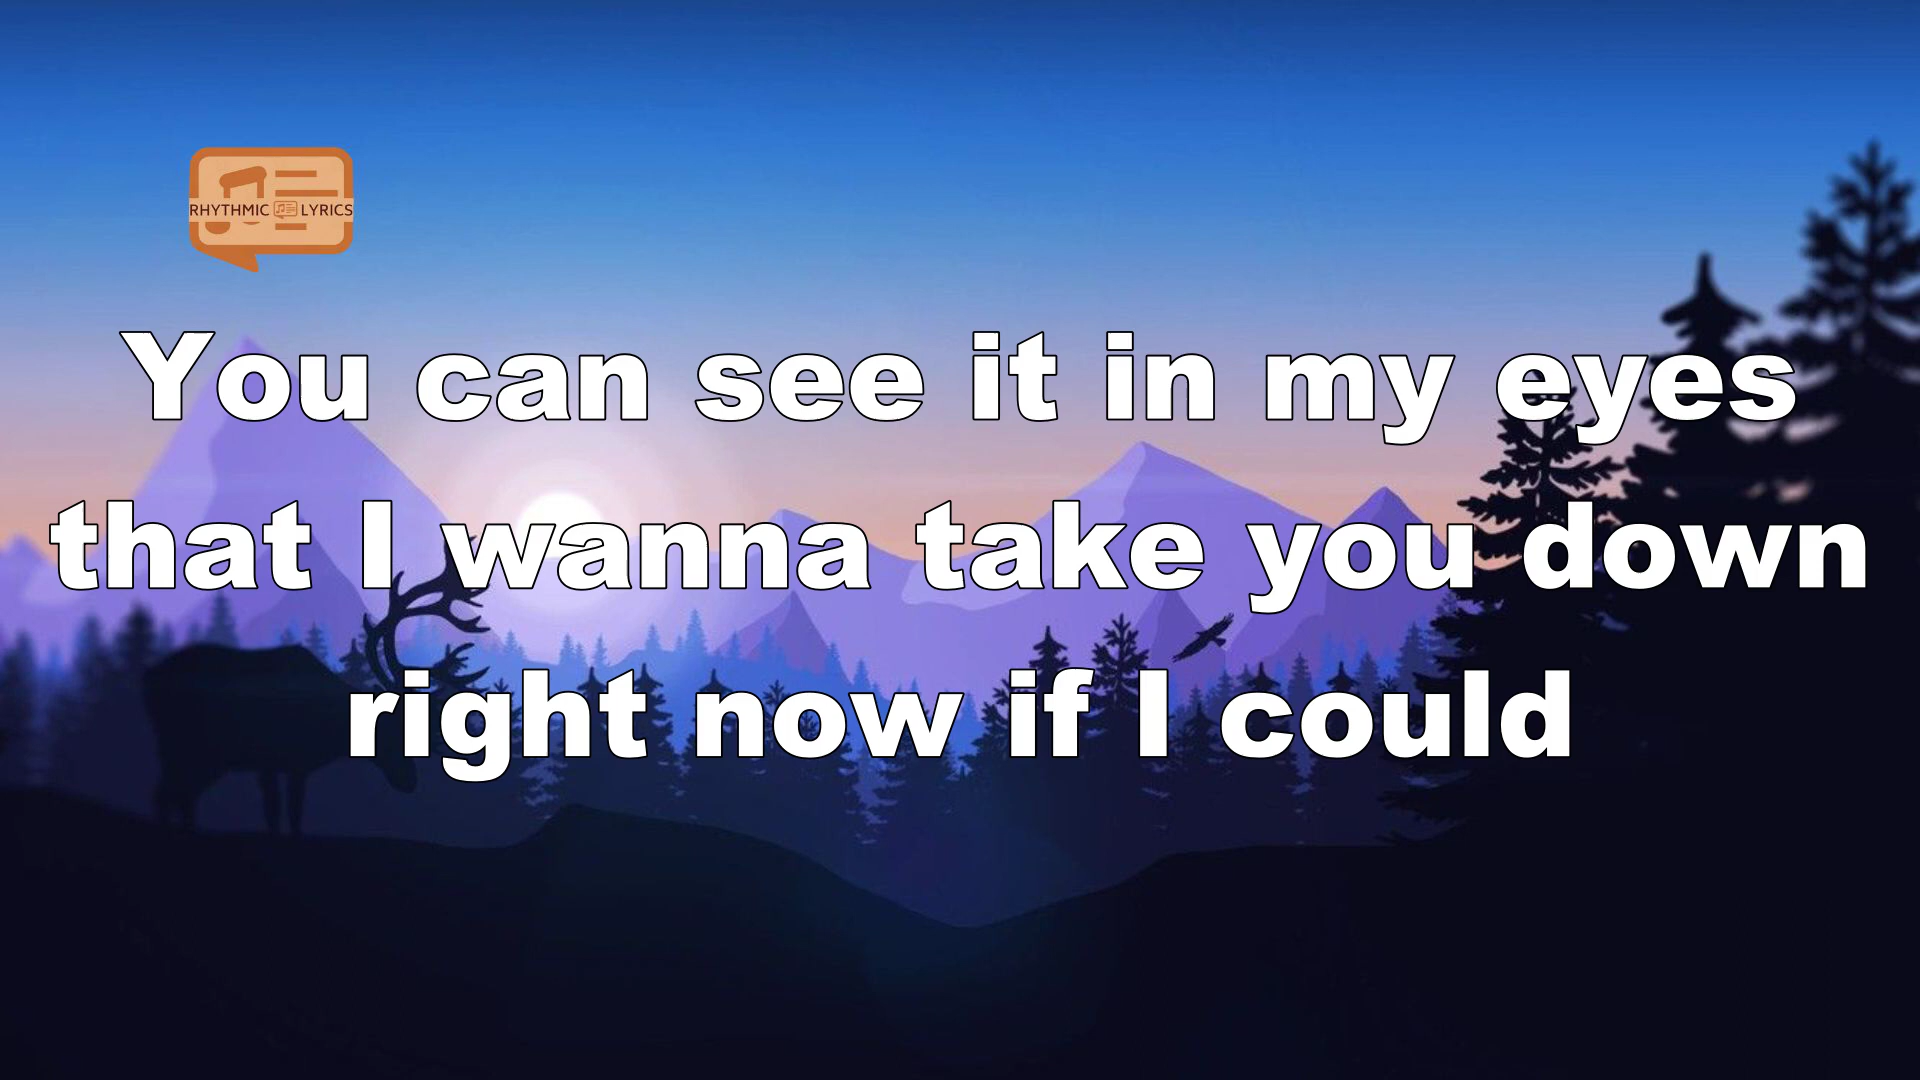 RHYTHMIC LYRICS
You can see it in my eyes
that I wanna take you down
right now if I could